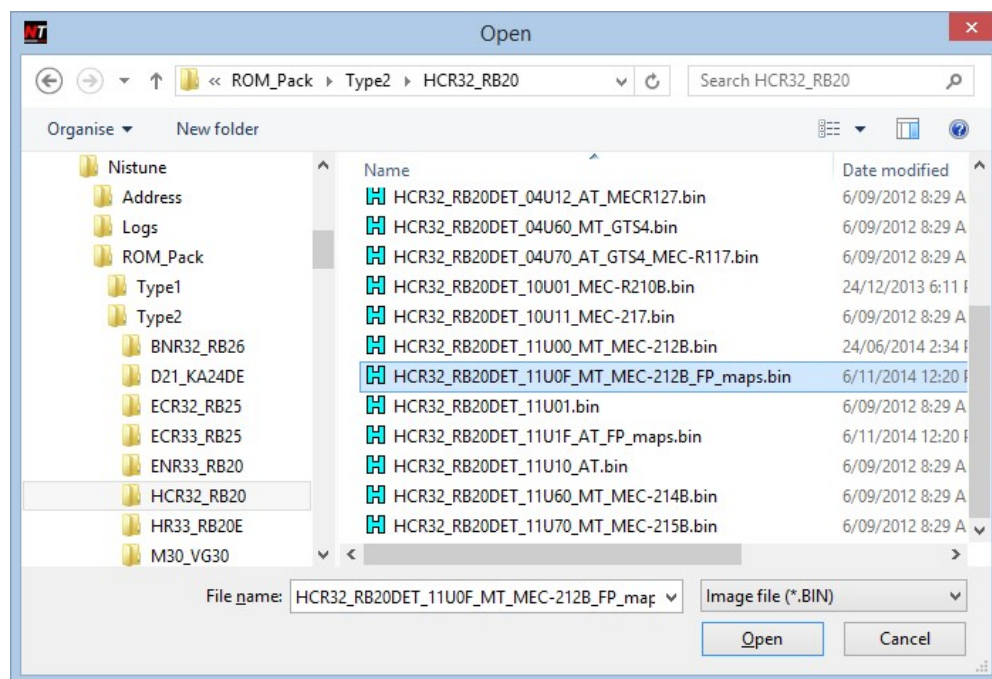 NT
Open
« ROM_Pack Type2 HCR32_RB20
Search HCR32_RB20
Organise
New folder
Nistune
Address
Logs
ROM_Pack
Type1
Type2
BNR32_RB26
D21_KA24DE
ECR32_RB25
ECR33_RB25
ENR33_RB20
HCR32_RB20
HR33_RB20E
M30_VG30
Name Date modified
HCR32_RB20DET_04U12_AT_MECR127.bin 6/09/2012 8:29 A
HCR32_RB20DET_04U60_MT_GTS4.bin 6/09/2012 8:29 A
HCR32_RB20DET_04U70_AT_GTS4_MEC-R117.bin 6/09/2012 8:29 A
HCR32_RB20DET_10U01_MEC-R210B.bin 24/12/2013 6:11
HCR32_RB20DET_10U11_MEC-217.bin 6/09/2012 8:29 A
HCR32_RB20DET_11U00_MT_MEC-212B.bin 24/06/2014 2:34
HCR32_RB20DET_11U0F_MT_MEC-212B_FP_maps.bin 6/11/2014 12:20
HCR32_RB20DET_11U01.bin 6/09/2012 8:29 A
HCR32_RB20DET_11U1F_AT_FP_maps.bin 6/11/2014 12:20
HCR32_RB20DET_11U10_AT.bin 6/09/2012 8:29 A
HCR32_RB20DET_11U60_MT_MEC-214B.bin 6/09/2012 8:29 A
HCR32_RB20DET_11U70_MT_MEC-215B.bin 6/09/2012 8:29 A
File name: HCR32_RB20DET_11U0F_MT_MEC-212B_FP_map
Image file (*.BIN)
Open
Cancel